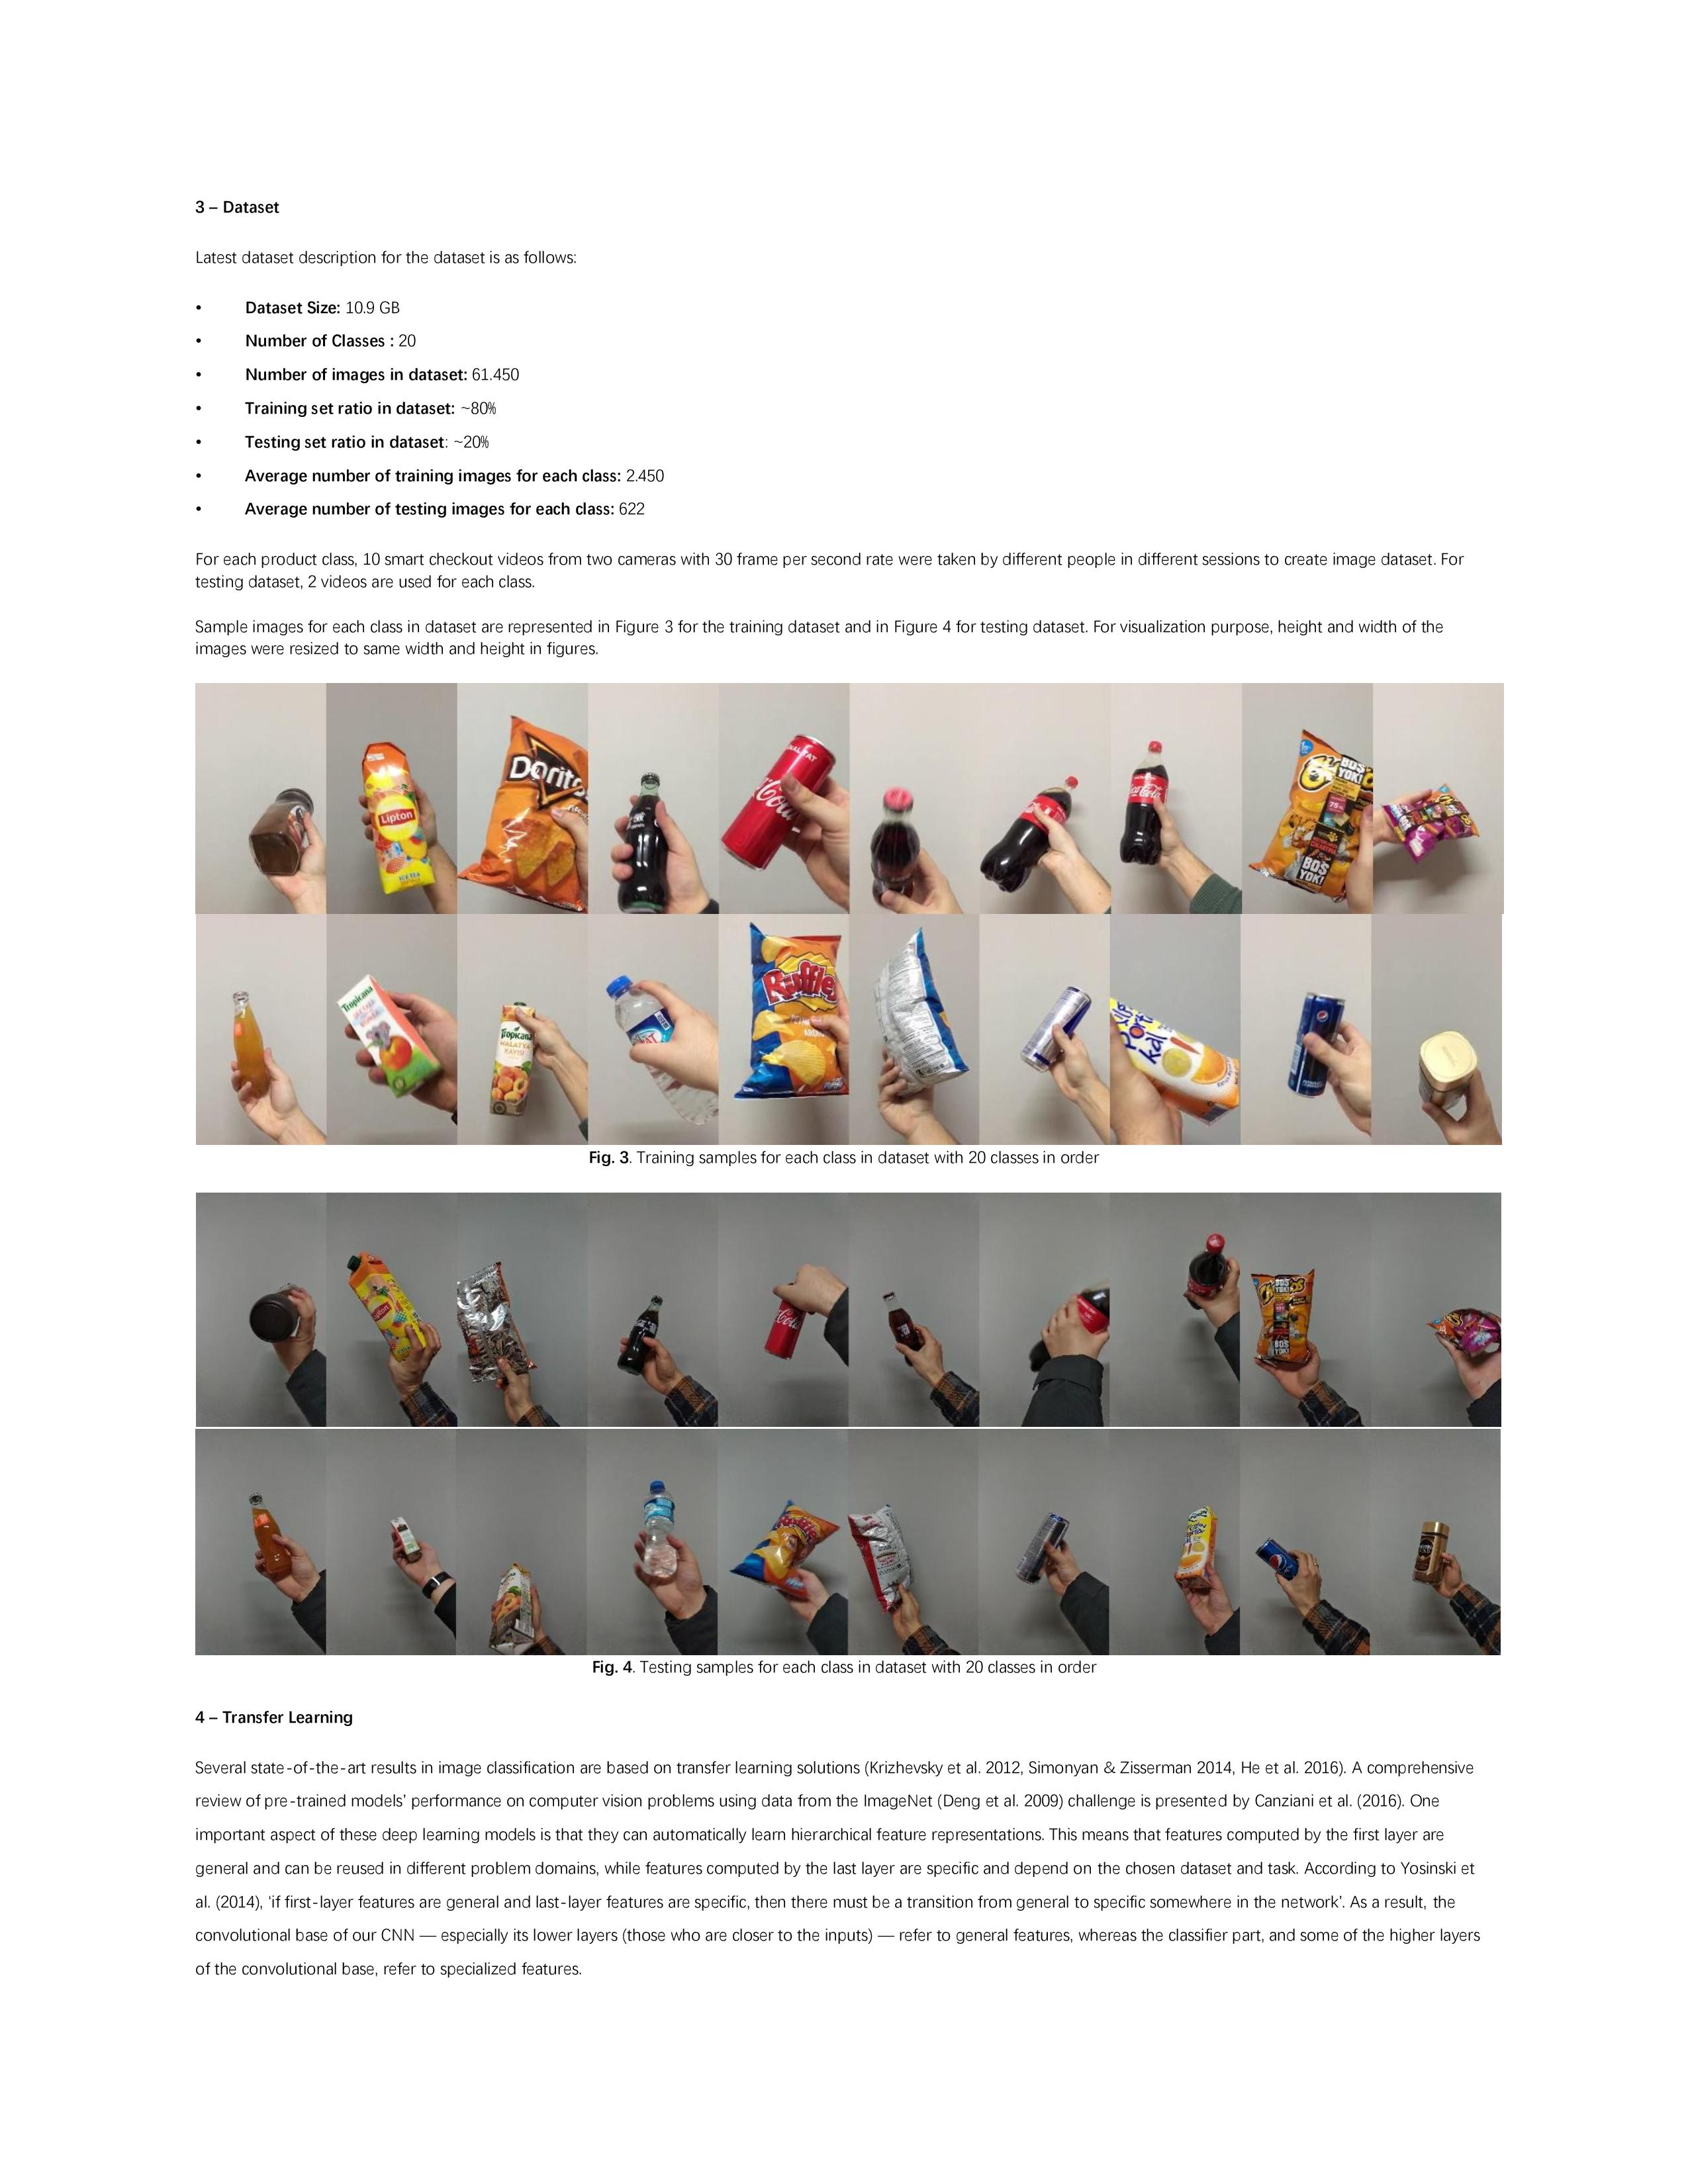 3 – Dataset
Latest dataset description for the dataset is as follows:
• Dataset Size: 10.9 GB
• Number of Classes : 20
• Number of images in dataset: 61.450
• Training set ratio in dataset: ~80%
• Testing set ratio in dataset: ~20%
• Average number of training images for each class: 2.450
• Average number of testing images for each class: 622
For each product class, 10 smart checkout videos from two cameras with 30 frame per second rate were taken by different people in different sessions to create image dataset. For
testing dataset, 2 videos are used for each class.
Sample images for each class in dataset are represented in Figure 3 for the training dataset and in Figure 4 for testing dataset. For visualization purpose, height and width of the
images were resized to same width and height in figures.
Lipton
ICE TEA
Doritos
Coca-Cola
BOŞ
YOK!
BOŞ
YOK!
Tropicana
Tropicana
MALATYA
KAYISI
Ruffles
Fig. 3. Training samples for each class in dataset with 20 classes in order
Lipton
BOŞ
YOK!
BOŞ
YOK!
Fig. 4. Testing samples for each class in dataset with 20 classes in order
4 – Transfer Learning
Several state-of-the-art results in image classification are based on transfer learning solutions (Krizhevsky et al. 2012, Simonyan & Zisserman 2014, He et al. 2016). A comprehensive
review of pre-trained models' performance on computer vision problems using data from the ImageNet (Deng et al. 2009) challenge is presented by Canziani et al. (2016). One
important aspect of these deep learning models is that they can automatically learn hierarchical feature representations. This means that features computed by the first layer are
general and can be reused in different problem domains, while features computed by the last layer are specific and depend on the chosen dataset and task. According to Yosinski et
al. (2014), 'if first-layer features are general and last-layer features are specific, then there must be a transition from general to specific somewhere in the network'. As a result, the
convolutional base of our CNN — especially its lower layers (those who are closer to the inputs) — refer to general features, whereas the classifier part, and some of the higher layers
of the convolutional base, refer to specialized features.